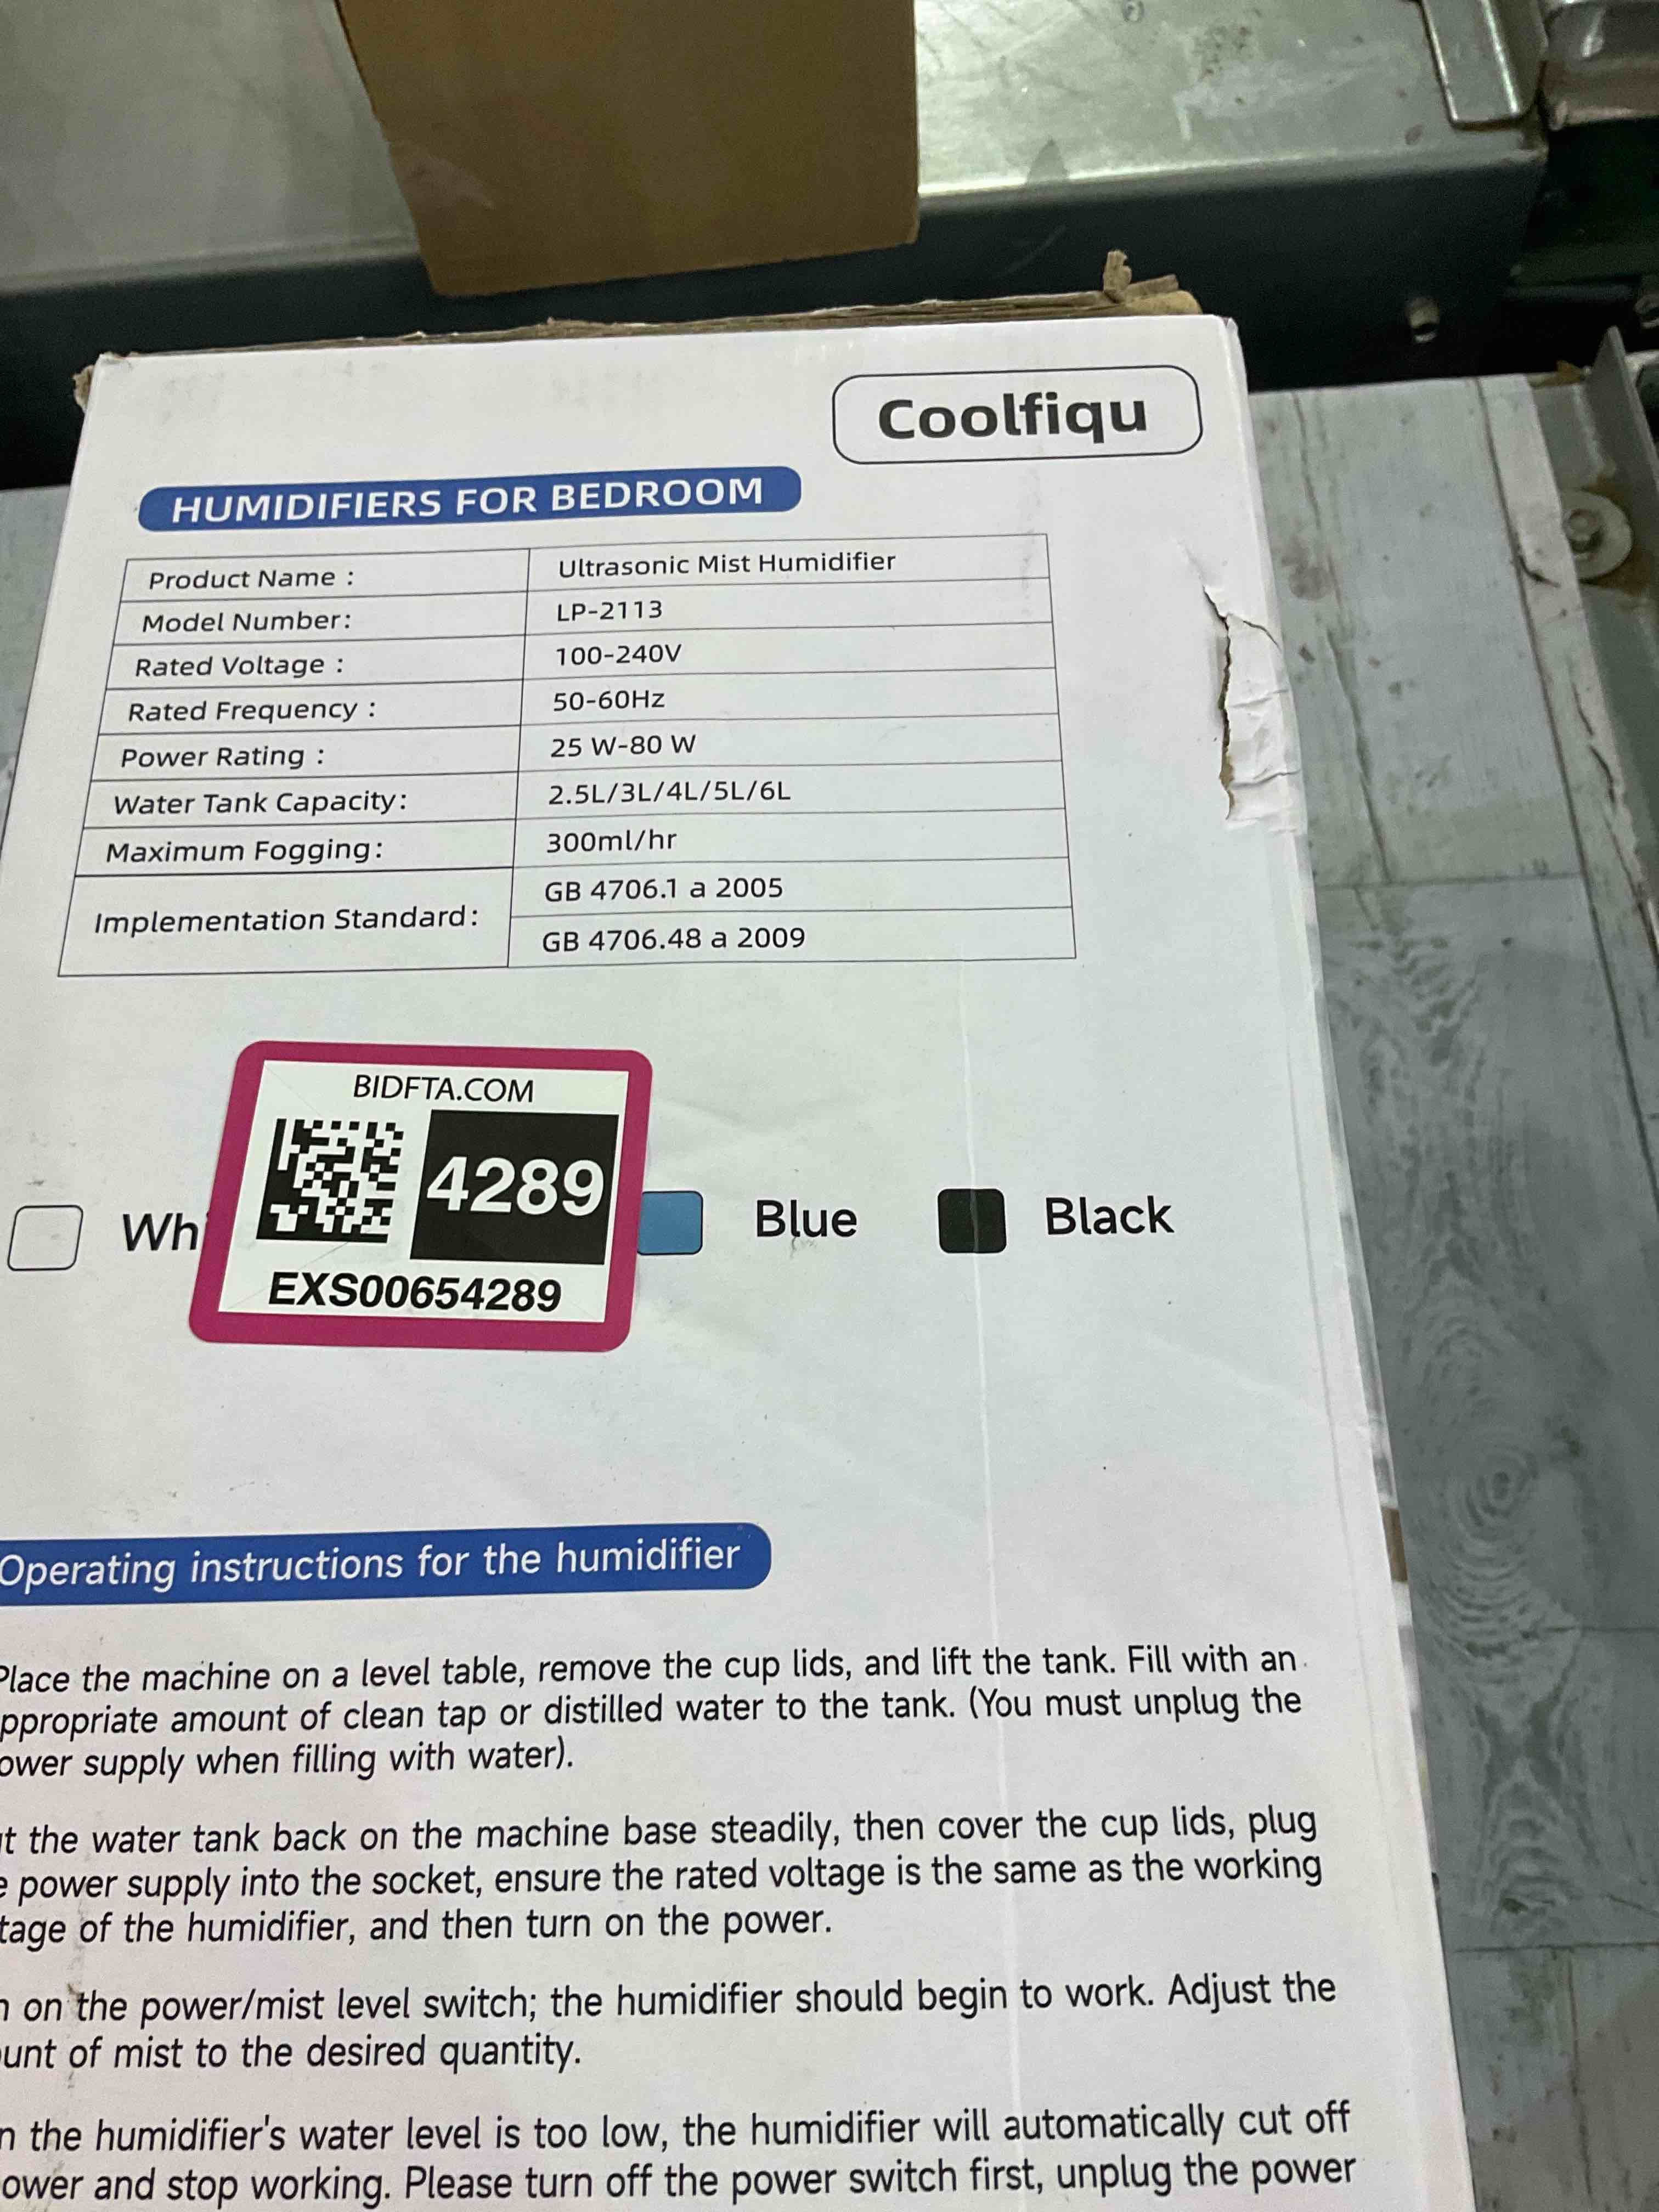 Coolfiqu
HUMIDIFIERS FOR BEDROOM
Product Name : Ultrasonic Mist Humidifier
Model Number: LP-2113
Rated Voltage : 100-240V
Rated Frequency : 50-60Hz
Power Rating : 25 W-80 W
Water Tank Capacity: 2.5L/3L/4L/5L/6L
Maximum Fogging: 300ml/hr
Implementation Standard: GB 4706.1 a 2005
GB 4706.48 a 2009
BIDFTA.COM
4289
EXS00654289
Wh Blue Black
Operating instructions for the humidifier
Place the machine on a level table, remove the cup lids, and lift the tank. Fill with an
ppropriate amount of clean tap or distilled water to the tank. (You must unplug the
ower supply when filling with water).
t the water tank back on the machine base steadily, then cover the cup lids, plug
e power supply into the socket, ensure the rated voltage is the same as the working
tage of the humidifier, and then turn on the power.
n on the power/mist level switch; the humidifier should begin to work. Adjust the
unt of mist to the desired quantity.
n the humidifier's water level is too low, the humidifier will automatically cut off
ower and stop working. Please turn off the power switch first, unplug the power